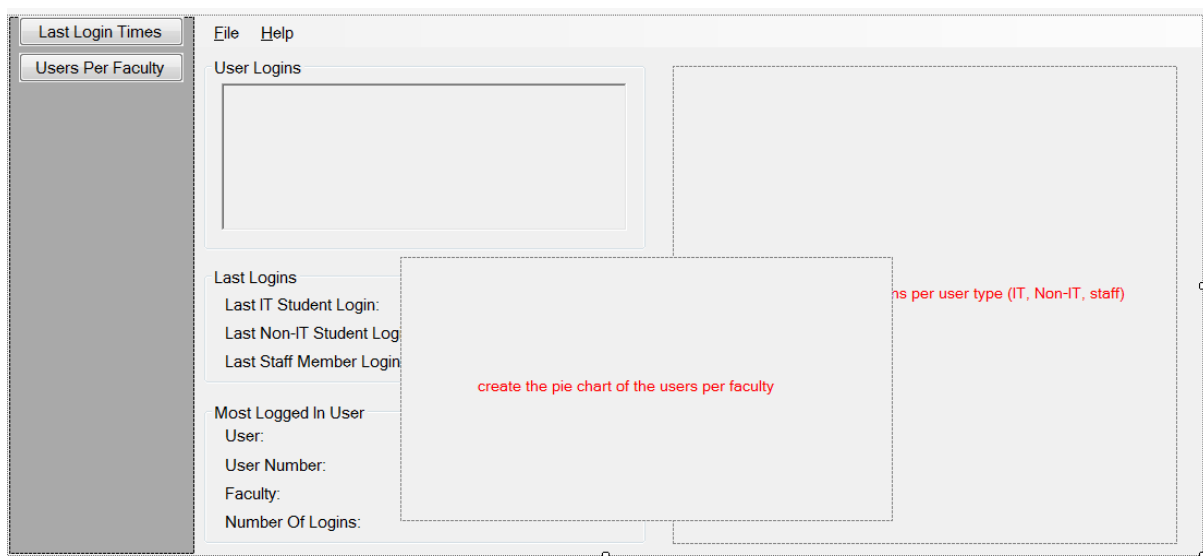 Last Login Times
Users Per Faculty
File Help
User Logins
Last Logins
Last IT Student Login:
Last Non-IT Student Log
Last Staff Member Login
Most Logged In User
User:
User Number:
Faculty:
Number Of Logins:
create the pie chart of the users per faculty
per user type (IT, Non-IT, staff)